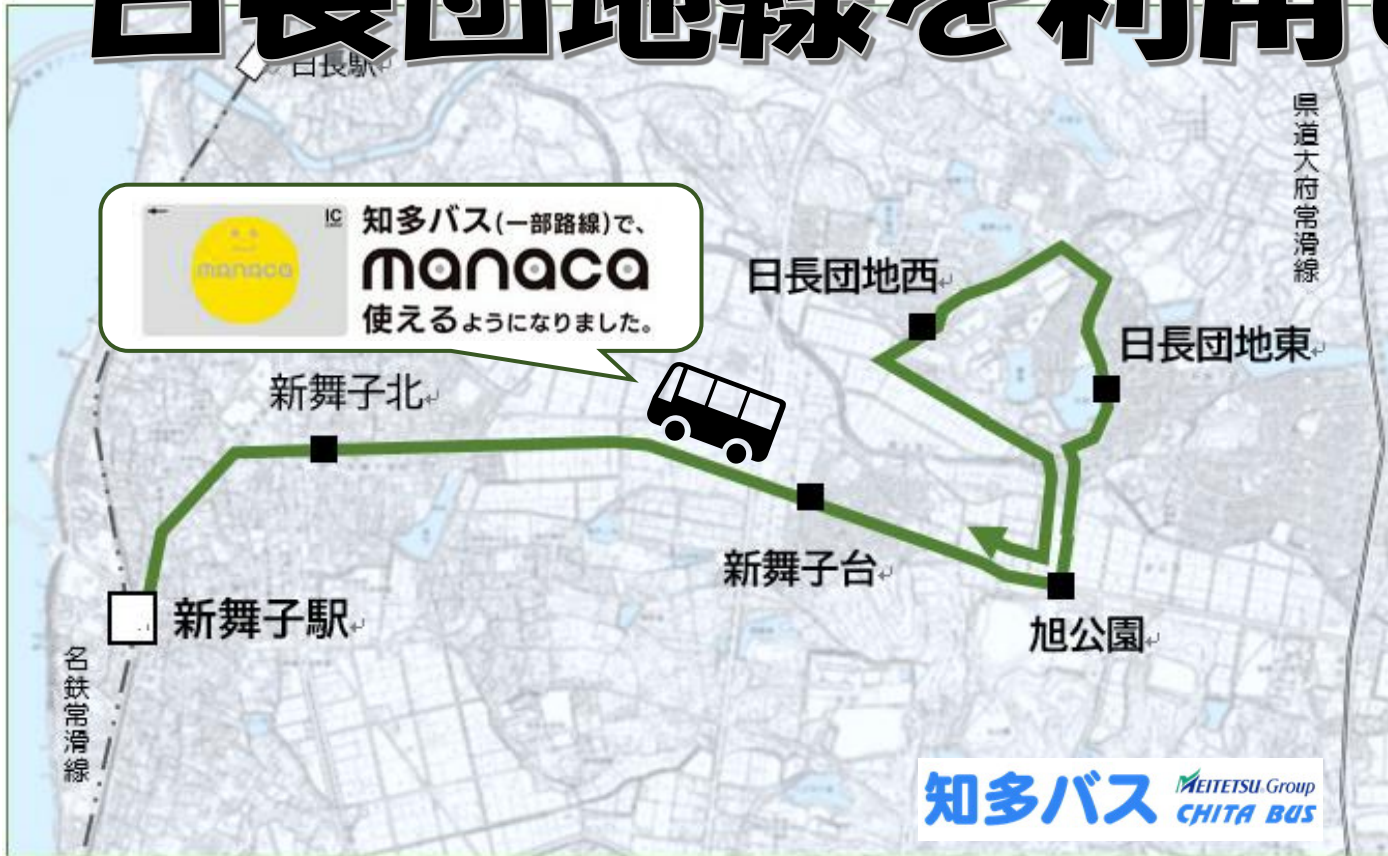 日長団地線を利用
日長駅
県道大府常滑線
IC
manaca
知多バス(一部路線)で、
manaca
使えるようになりました。
日長団地西
日長団地東
新舞子北
新舞子台
新舞子駅
旭公園
名鉄常滑線
知多バス
MEITETSU Group
CHITA BUS